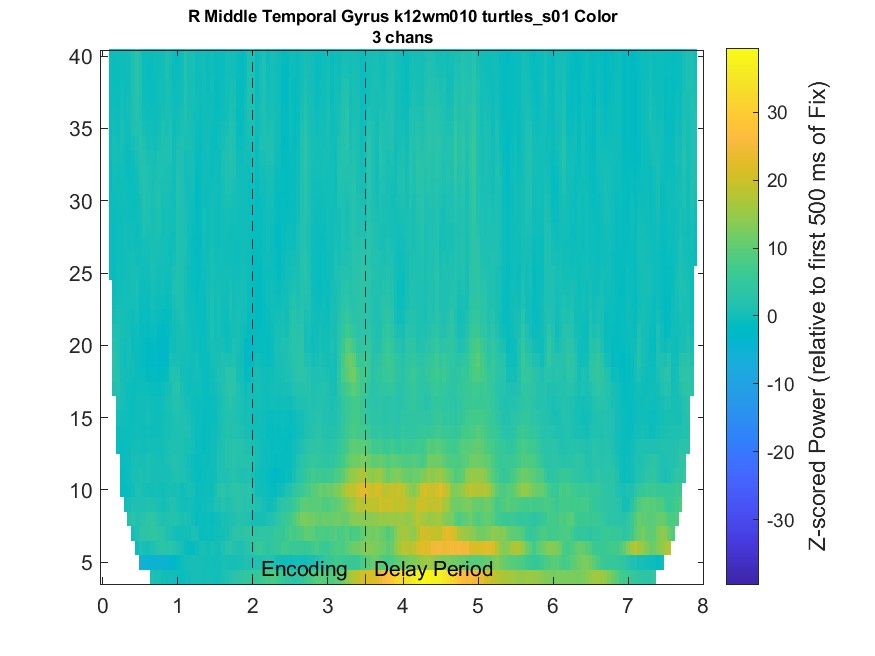 R Middle Temporal Gyrus k12wm010 turtles_s01 Color
3 chans
40
35
30
25
20
15
10
5
Encoding
Delay Period
0 1 2 3 4 5 6 7 8
30
20
10
0
-10
-20
-30
Z-scored Power (relative to first 500 ms of Fix)